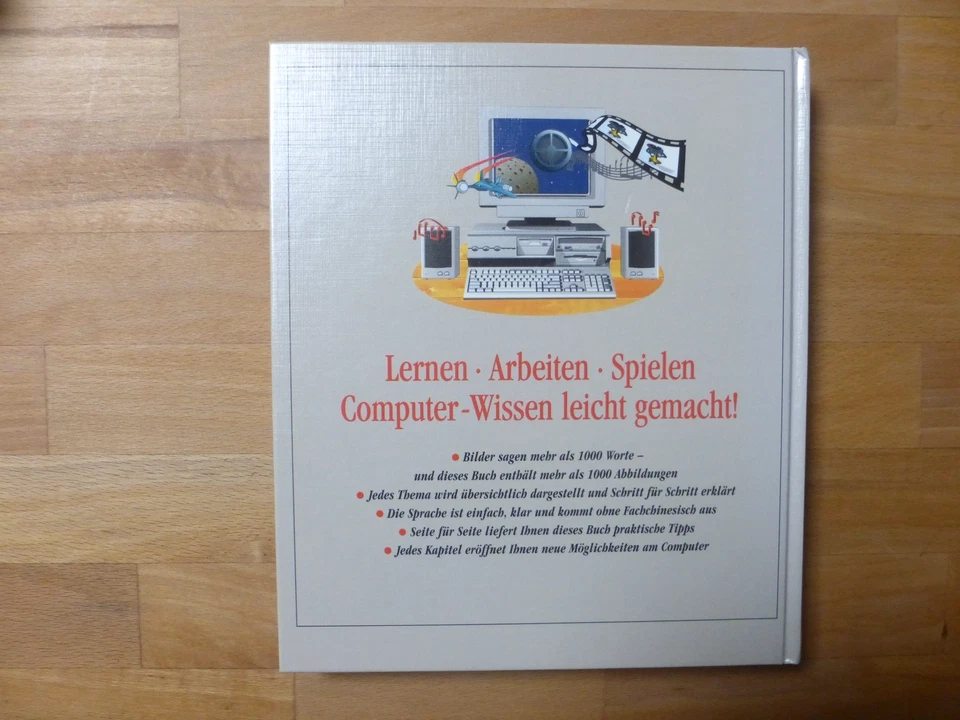 Lernen · Arbeiten · Spielen
Computer-Wissen leicht gemacht!
● Bilder sagen mehr als 1000 Worte –
und dieses Buch enthält mehr als 1000 Abbildungen
● Jedes Thema wird übersichtlich dargestellt und Schritt für Schritt erklärt
● Die Sprache ist einfach, klar und kommt ohne Fachchinesisch aus
● Seite für Seite liefert Ihnen dieses Buch praktische Tipps
● Jedes Kapitel eröffnet Ihnen neue Möglichkeiten am Computer